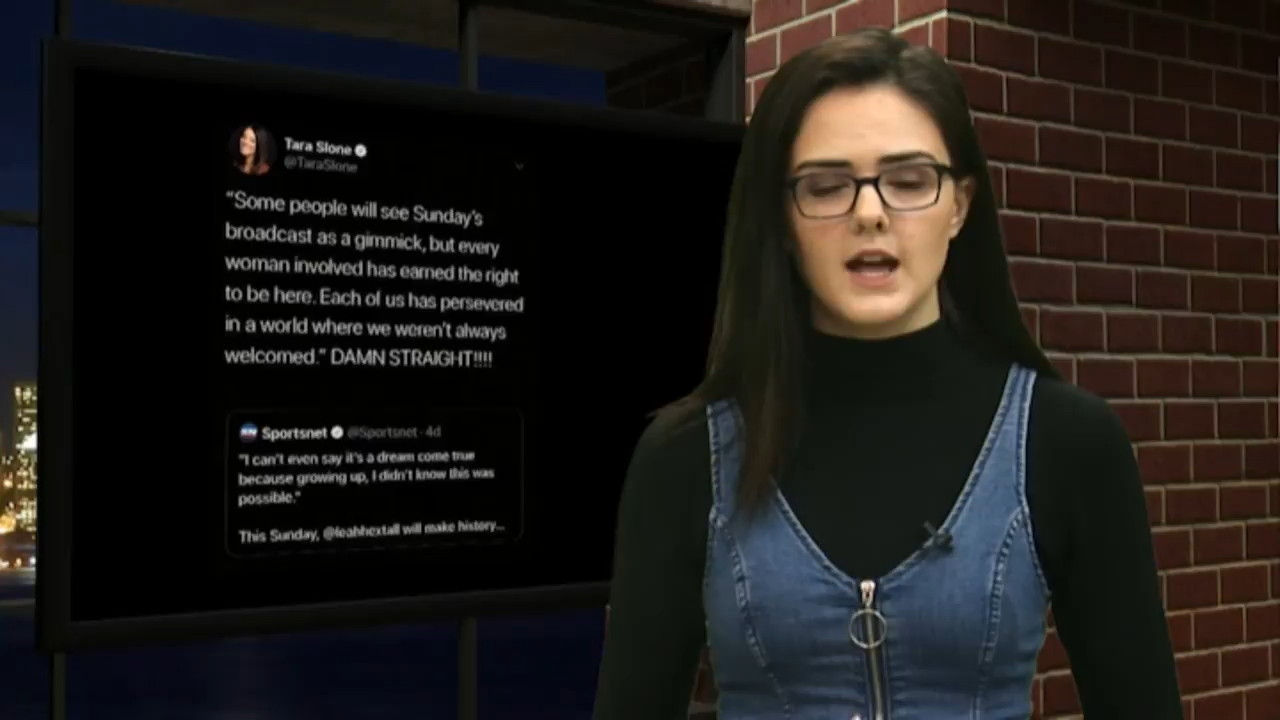 Tara Slone
@TaraSlone
“Some people will see Sunday's
broadcast as a gimmick, but every
woman involved has earned the right
to be here. Each of us has persevered
in a world where we weren't always
welcomed.” DAMN STRAIGHT!!!!
Sportsnet @Sportsnet · 4d
"I can't even say it's a dream come true
because growing up, I didn't know this was
possible."
This Sunday, @leahhextall will make history...